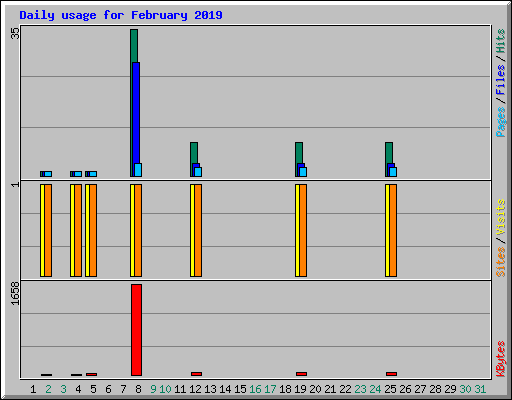 Daily usage for February 2019
35
Pages / Files / Hits
1
Sites / Visits
1658
KBytes
1 2 3 4 5 6 7 8 9 10 11 12 13 14 15 16 17 18 19 20 21 22 23 24 25 26 27 28 29 30 31